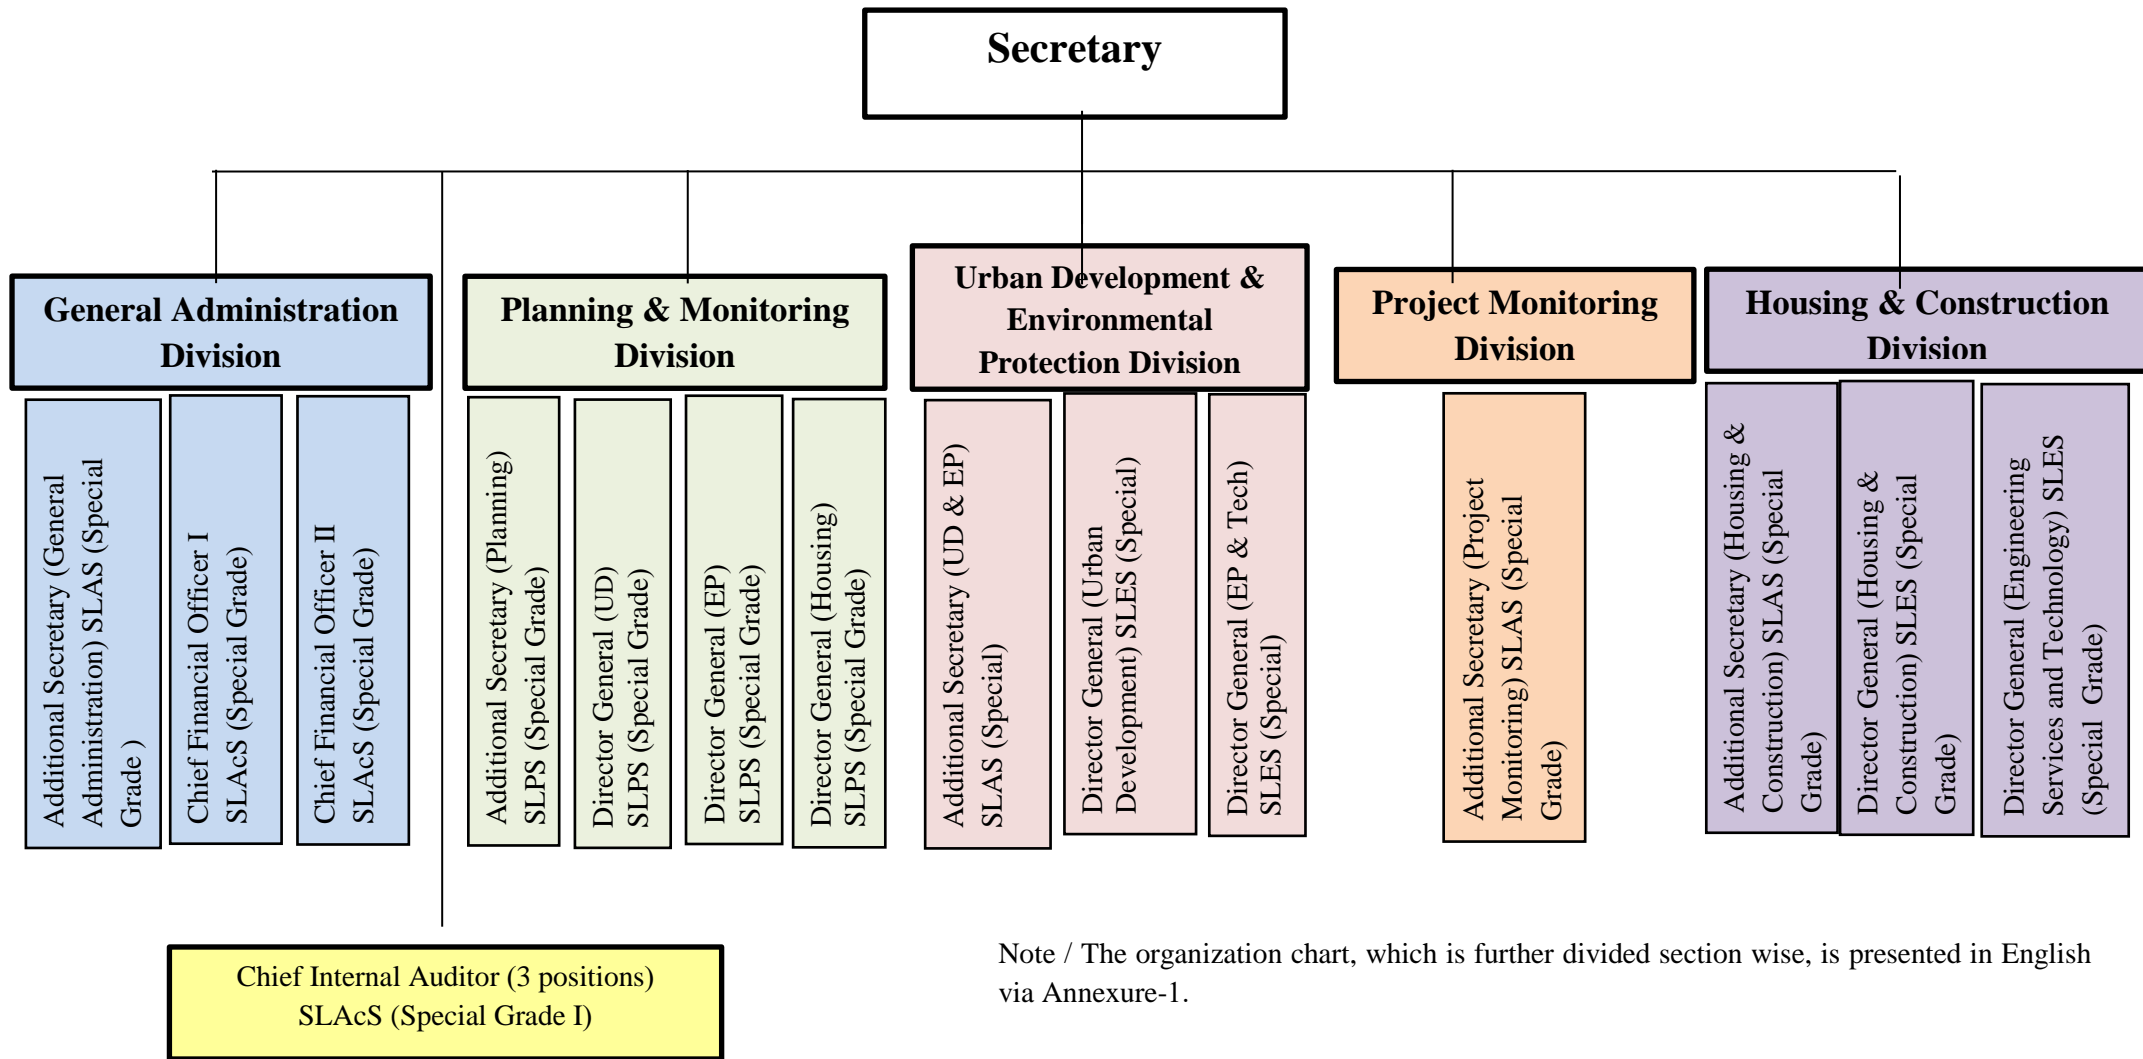 Secretary
General Administration
Division
Planning & Monitoring
Division
Urban Development &
Environmental
Protection Division
Project Monitoring
Division
Housing & Construction
Division
Additional Secretary (General
Administration) SLAS (Special
Grade )
Chief Financial Officer I
SLAcS (Special Grade)
Chief Financial Officer II
SLAcS (Special Grade)
Additional Secretary (Planning)
SLPS (Special Grade)
Director General (UD)
SLPS (Special Grade)
Director General (EP)
SLPS (Special Grade)
Director General (Housing)
SLPS (Special Grade)
Additional Secretary (UD & EP)
SLAS (Special)
Director General (Urban
Development) SLES (Special)
Director General (EP & Tech)
SLES (Special)
Additional Secretary (Project
Monitoring) SLAS (Special
Grade)
Additional Secretary (Housing &
Construction) SLAS (Special
Grade)
Director General (Housing &
Construction) SLES (Special
Grade)
Director General (Engineering
Services and Technology) SLES
(Special Grade)
Chief Internal Auditor (3 positions)
SLAcS (Special Grade I)
Note / The organization chart, which is further divided section wise, is presented in English
via Annexure-1.